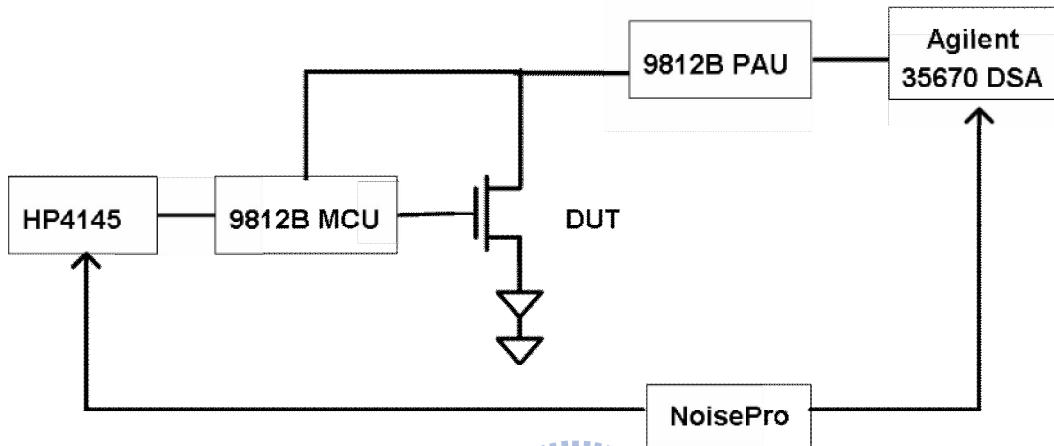 Agilent
35670 DSA
9812B PAU
HP4145
9812B MCU
DUT
NoisePro